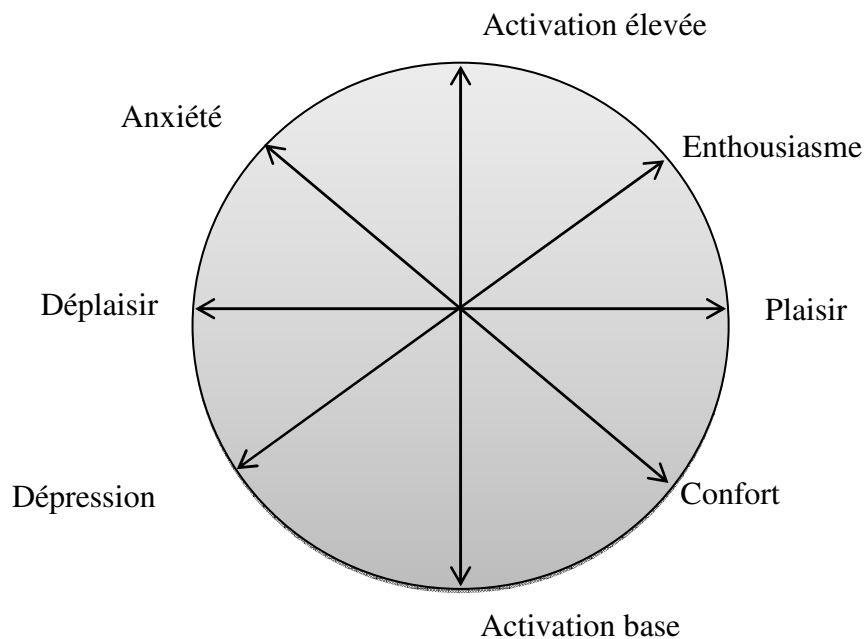 Activation élevée
Anxiété
Enthousiasme
Déplaisir
Plaisir
Dépression
Confort
Activation base